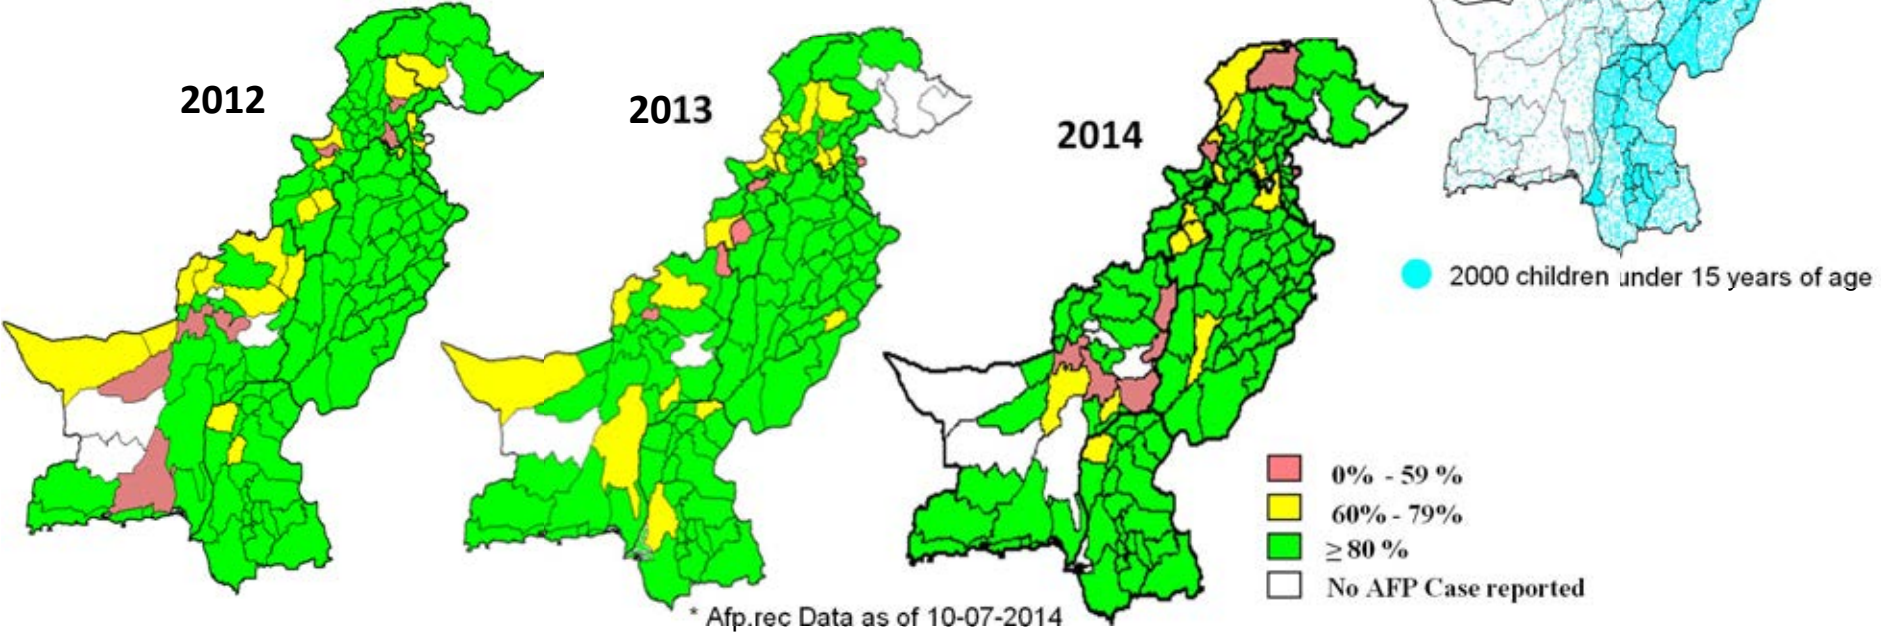 2012
2013
2014
2000 children under 15 years of age
0% - 59 %
60% - 79%
≥ 80 %
No AFP Case reported
* Afp.rec Data as of 10-07-2014